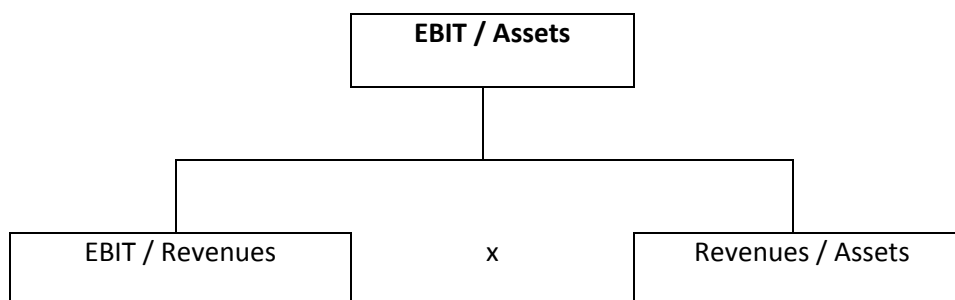 EBIT / Assets
EBIT / Revenues
x
Revenues / Assets